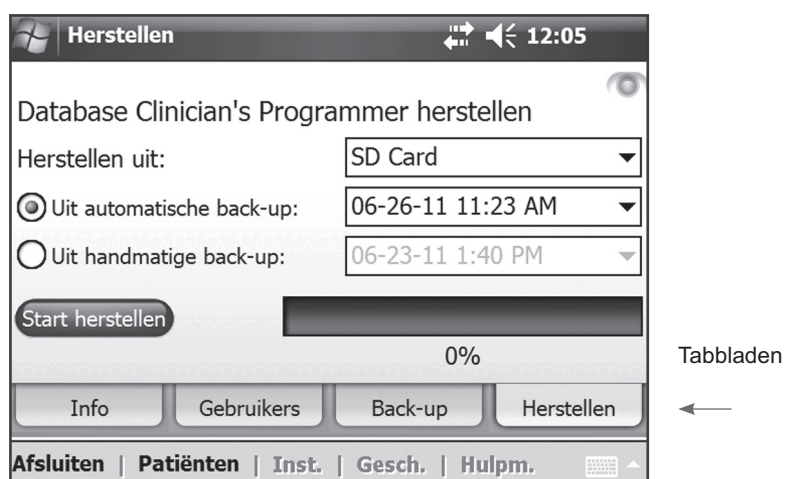 Herstellen 12:05
Database Clinician's Programmer herstellen
Herstellen uit: SD Card
Uit automatische back-up: 06-26-11 11:23 AM
Uit handmatige back-up: 06-23-11 1:40 PM
Start herstellen
0%
Tabbladen
Info Gebruikers Back-up Herstellen
Afsluiten | Patiënten | Inst. | Gesch. | Hulpm.